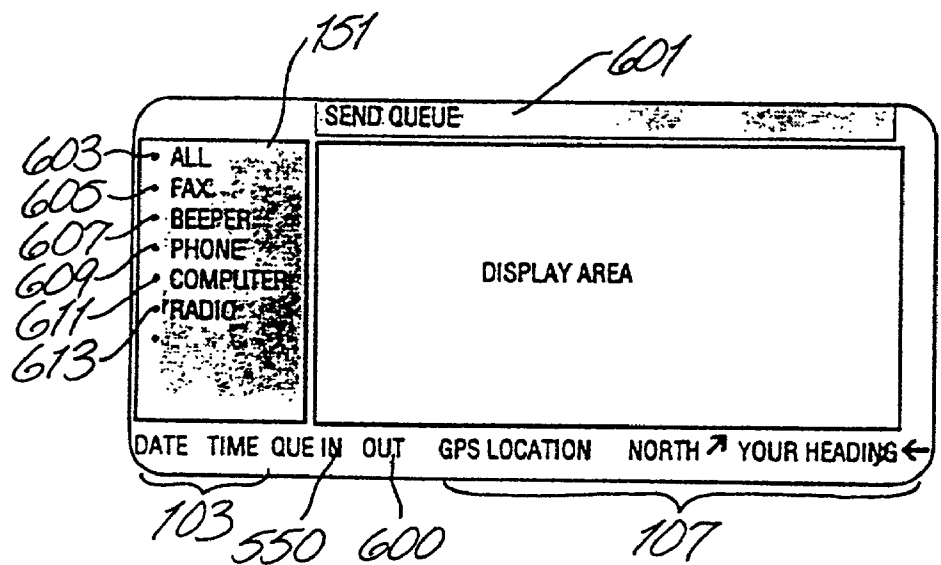 151
601
SEND QUEUE
603 • ALL
605 • FAX
607 • BEEPER
609 • PHONE
611 • COMPUTER
613 • RADIO
•
DISPLAY AREA
DATE TIME QUE IN OUT GPS LOCATION NORTH ↗ YOUR HEADING ←
103 550 600 107